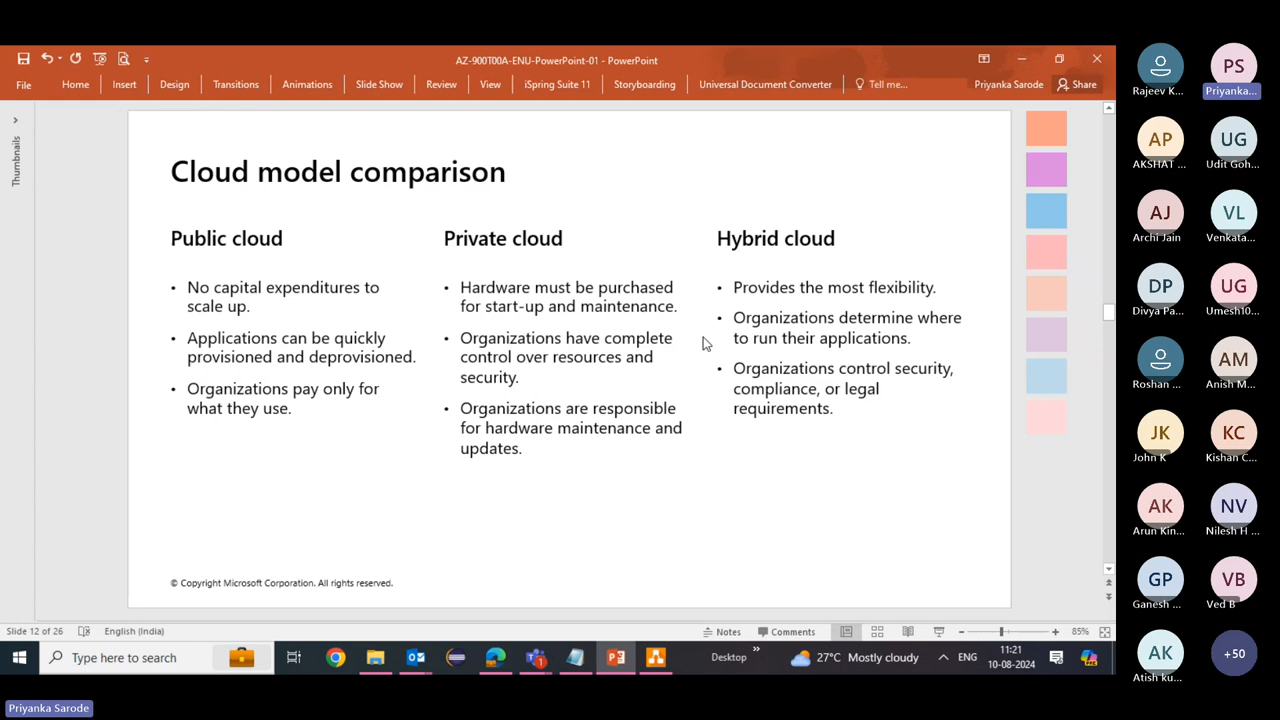 AZ-900T00A-ENU-PowerPoint-01 - PowerPoint
File Home Insert Design Transitions Animations Slide Show Review View iSpring Suite 11 Storyboarding Universal Document Converter Tell me... Priyanka Sarode Share
Thumbnails
Cloud model comparison
Public cloud
• No capital expenditures to
scale up.
• Applications can be quickly
provisioned and deprovisioned.
• Organizations pay only for
what they use.
Private cloud
• Hardware must be purchased
for start-up and maintenance.
• Organizations have complete
control over resources and
security.
• Organizations are responsible
for hardware maintenance and
updates.
Hybrid cloud
• Provides the most flexibility.
• Organizations determine where
to run their applications.
• Organizations control security,
compliance, or legal
requirements.
© Copyright Microsoft Corporation. All rights reserved.
Slide 12 of 26 English (India) Notes Comments 85%
Type here to search Desktop 27°C Mostly cloudy ENG 11:21
10-08-2024
Priyanka Sarode
Rajeev K...
PS
Priyanka...
AP
AKSHAT ...
UG
Udit Goh...
AJ
Archi Jain
VL
Venkata...
DP
Divya Pa...
UG
Umesh10...
Roshan ...
AM
Anish M...
JK
John K
KC
Kishan C...
AK
Arun Kin...
NV
Nilesh H ...
GP
Ganesh ...
VB
Ved B
AK
Atish ku...
+50